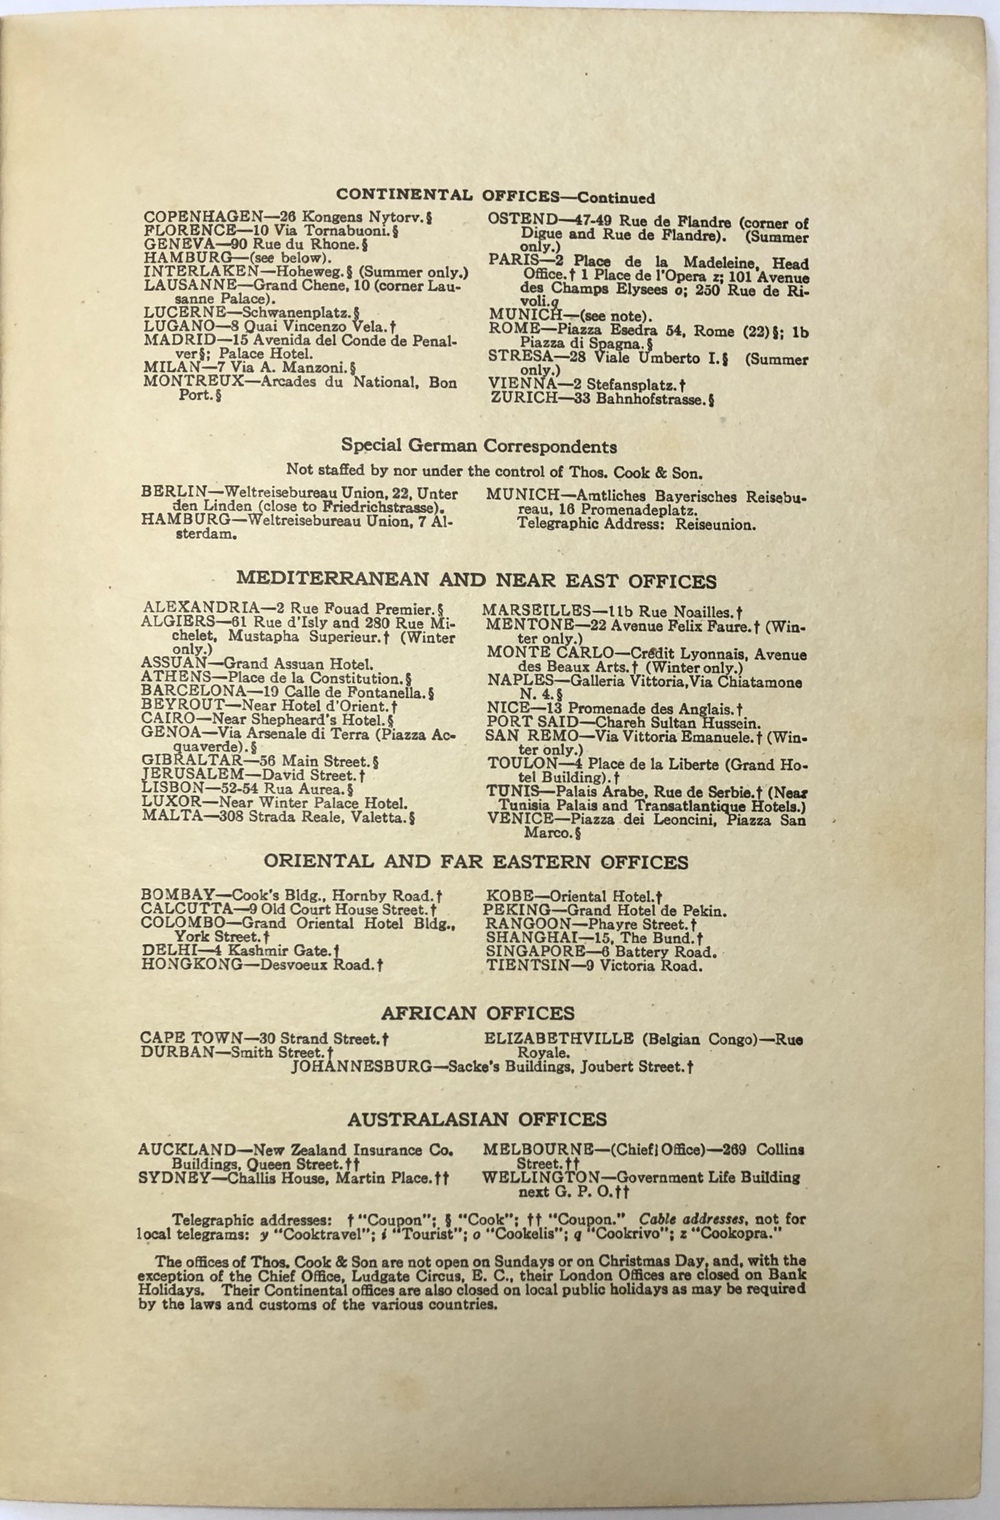 CONTINENTAL OFFICES—Continued
COPENHAGEN—26 Kongens Nytorv.§
FLORENCE—10 Via Tornabuoni.§
GENEVA—90 Rue du Rhone.§
HAMBURG—(see below).
INTERLAKEN—Hoheweg.§ (Summer only.)
LAUSANNE—Grand Chene, 10 (corner Lau-
sanne Palace).
LUCERNE—Schwanenplatz.§
LUGANO—8 Quai Vincenzo Vela.†
MADRID—15 Avenida del Conde de Penal-
ver§; Palace Hotel.
MILAN—7 Via A. Manzoni.§
MONTREUX—Arcades du National, Bon
Port.§
OSTEND—47-49 Rue de Flandre (corner of
Digue and Rue de Flandre). (Summer
only.)
PARIS—2 Place de la Madeleine, Head
Office.† 1 Place de l'Opera z; 101 Avenue
des Champs Elysees o; 250 Rue de Ri-
voli.q
MUNICH—(see note).
ROME—Piazza Esedra 54, Rome (22)§; 1b
Piazza di Spagna.§
STRESA—28 Viale Umberto I.§ (Summer
only.)
VIENNA—2 Stefansplatz.†
ZURICH—33 Bahnhofstrasse.§
Special German Correspondents
Not staffed by nor under the control of Thos. Cook & Son.
BERLIN—Weltreisebureau Union, 22, Unter
den Linden (close to Friedrichstrasse).
HAMBURG—Weltreisebureau Union, 7 Al-
sterdam.
MUNICH—Amtliches Bayerisches Reisebu-
reau, 16 Promenadeplatz.
Telegraphic Address: Reiseunion.
MEDITERRANEAN AND NEAR EAST OFFICES
ALEXANDRIA—2 Rue Fouad Premier.§
ALGIERS—61 Rue d'Isly and 280 Rue Mi-
chelet, Mustapha Superieur.† (Winter
only.)
ASSUAN—Grand Assuan Hotel.
ATHENS—Place de la Constitution.§
BARCELONA—19 Calle de Fontanella.§
BEYROUT—Near Hotel d'Orient.†
CAIRO—Near Shepheard's Hotel.§
GENOA—Via Arsenale di Terra (Piazza Ac-
quaverde).§
GIBRALTAR—56 Main Street.§
JERUSALEM—David Street.†
LISBON—52-54 Rua Aurea.§
LUXOR—Near Winter Palace Hotel.
MALTA—308 Strada Reale, Valetta.§
MARSEILLES—11b Rue Noailles.†
MENTONE—22 Avenue Felix Faure.† (Win-
ter only.)
MONTE CARLO—Crédit Lyonnais, Avenue
des Beaux Arts.† (Winter only.)
NAPLES—Galleria Vittoria,Via Chiatamone
N. 4.§
NICE—13 Promenade des Anglais.†
PORT SAID—Chareh Sultan Hussein.
SAN REMO—Via Vittoria Emanuele.† (Win-
ter only.)
TOULON—4 Place de la Liberte (Grand Ho-
tel Building).†
TUNIS—Palais Arabe, Rue de Serbie.† (Near
Tunisia Palais and Transatlantique Hotels.)
VENICE—Piazza dei Leoncini, Piazza San
Marco.§
ORIENTAL AND FAR EASTERN OFFICES
BOMBAY—Cook's Bldg., Hornby Road.†
CALCUTTA—9 Old Court House Street.†
COLOMBO—Grand Oriental Hotel Bldg.,
York Street.†
DELHI—4 Kashmir Gate.†
HONGKONG—Desvoeux Road.†
KOBE—Oriental Hotel.†
PEKING—Grand Hotel de Pekin.
RANGOON—Phayre Street.†
SHANGHAI—15, The Bund.†
SINGAPORE—6 Battery Road.
TIENTSIN—9 Victoria Road.
AFRICAN OFFICES
CAPE TOWN—30 Strand Street.†
DURBAN—Smith Street.†
ELIZABETHVILLE (Belgian Congo)—Rue
Royale.
JOHANNESBURG—Sacke's Buildings, Joubert Street.†
AUSTRALASIAN OFFICES
AUCKLAND—New Zealand Insurance Co.
Buildings, Queen Street.††
SYDNEY—Challis House, Martin Place.††
MELBOURNE—(Chief Office)—269 Collins
Street.††
WELLINGTON—Government Life Building
next G. P. O.††
Telegraphic addresses: † "Coupon"; § "Cook"; †† "Coupon." Cable addresses, not for
local telegrams: y "Cooktravel"; i "Tourist"; o "Cookelis"; q "Cookrivo"; z "Cookopra."
The offices of Thos. Cook & Son are not open on Sundays or on Christmas Day, and, with the
exception of the Chief Office, Ludgate Circus, E. C., their London Offices are closed on Bank
Holidays. Their Continental offices are also closed on local public holidays as may be required
by the laws and customs of the various countries.